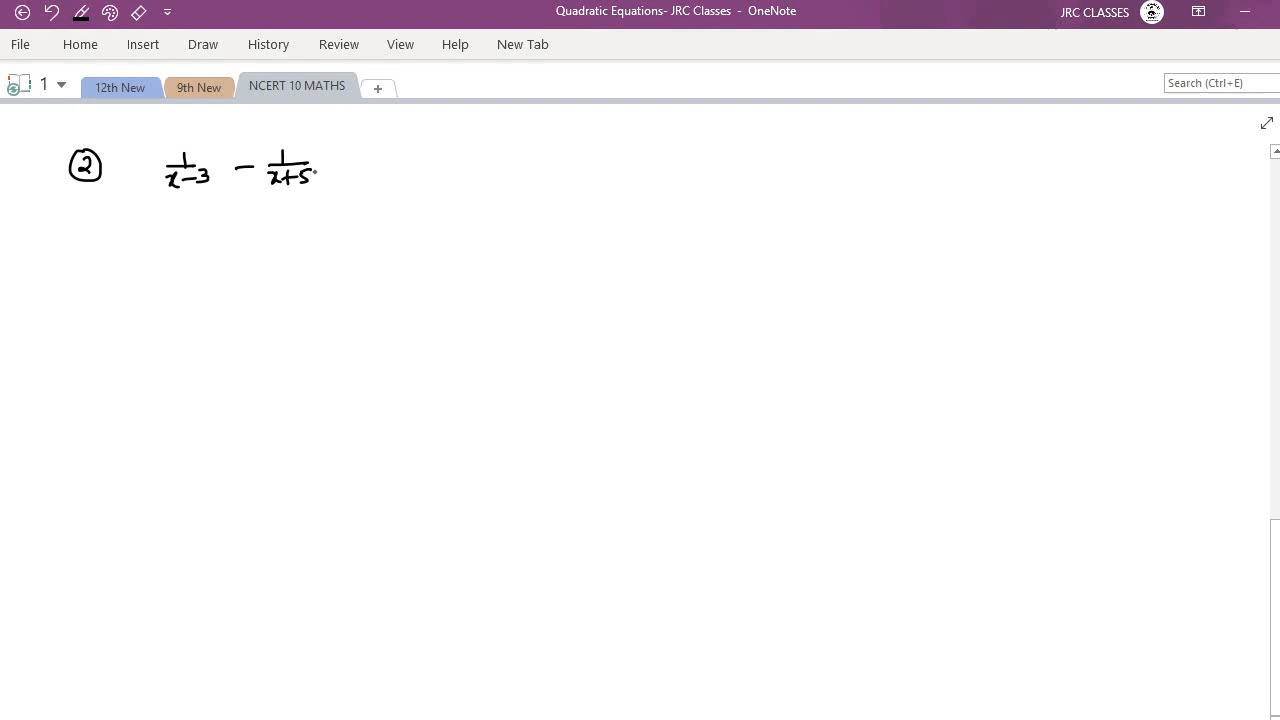 Quadratic Equations- JRC Classes - OneNote
JRC CLASSES
File Home Insert Draw History Review View Help New Tab
1 12th New 9th New NCERT 10 MATHS +
Search (Ctrl+E)
② 1/(x-3) - 1/(x+5)